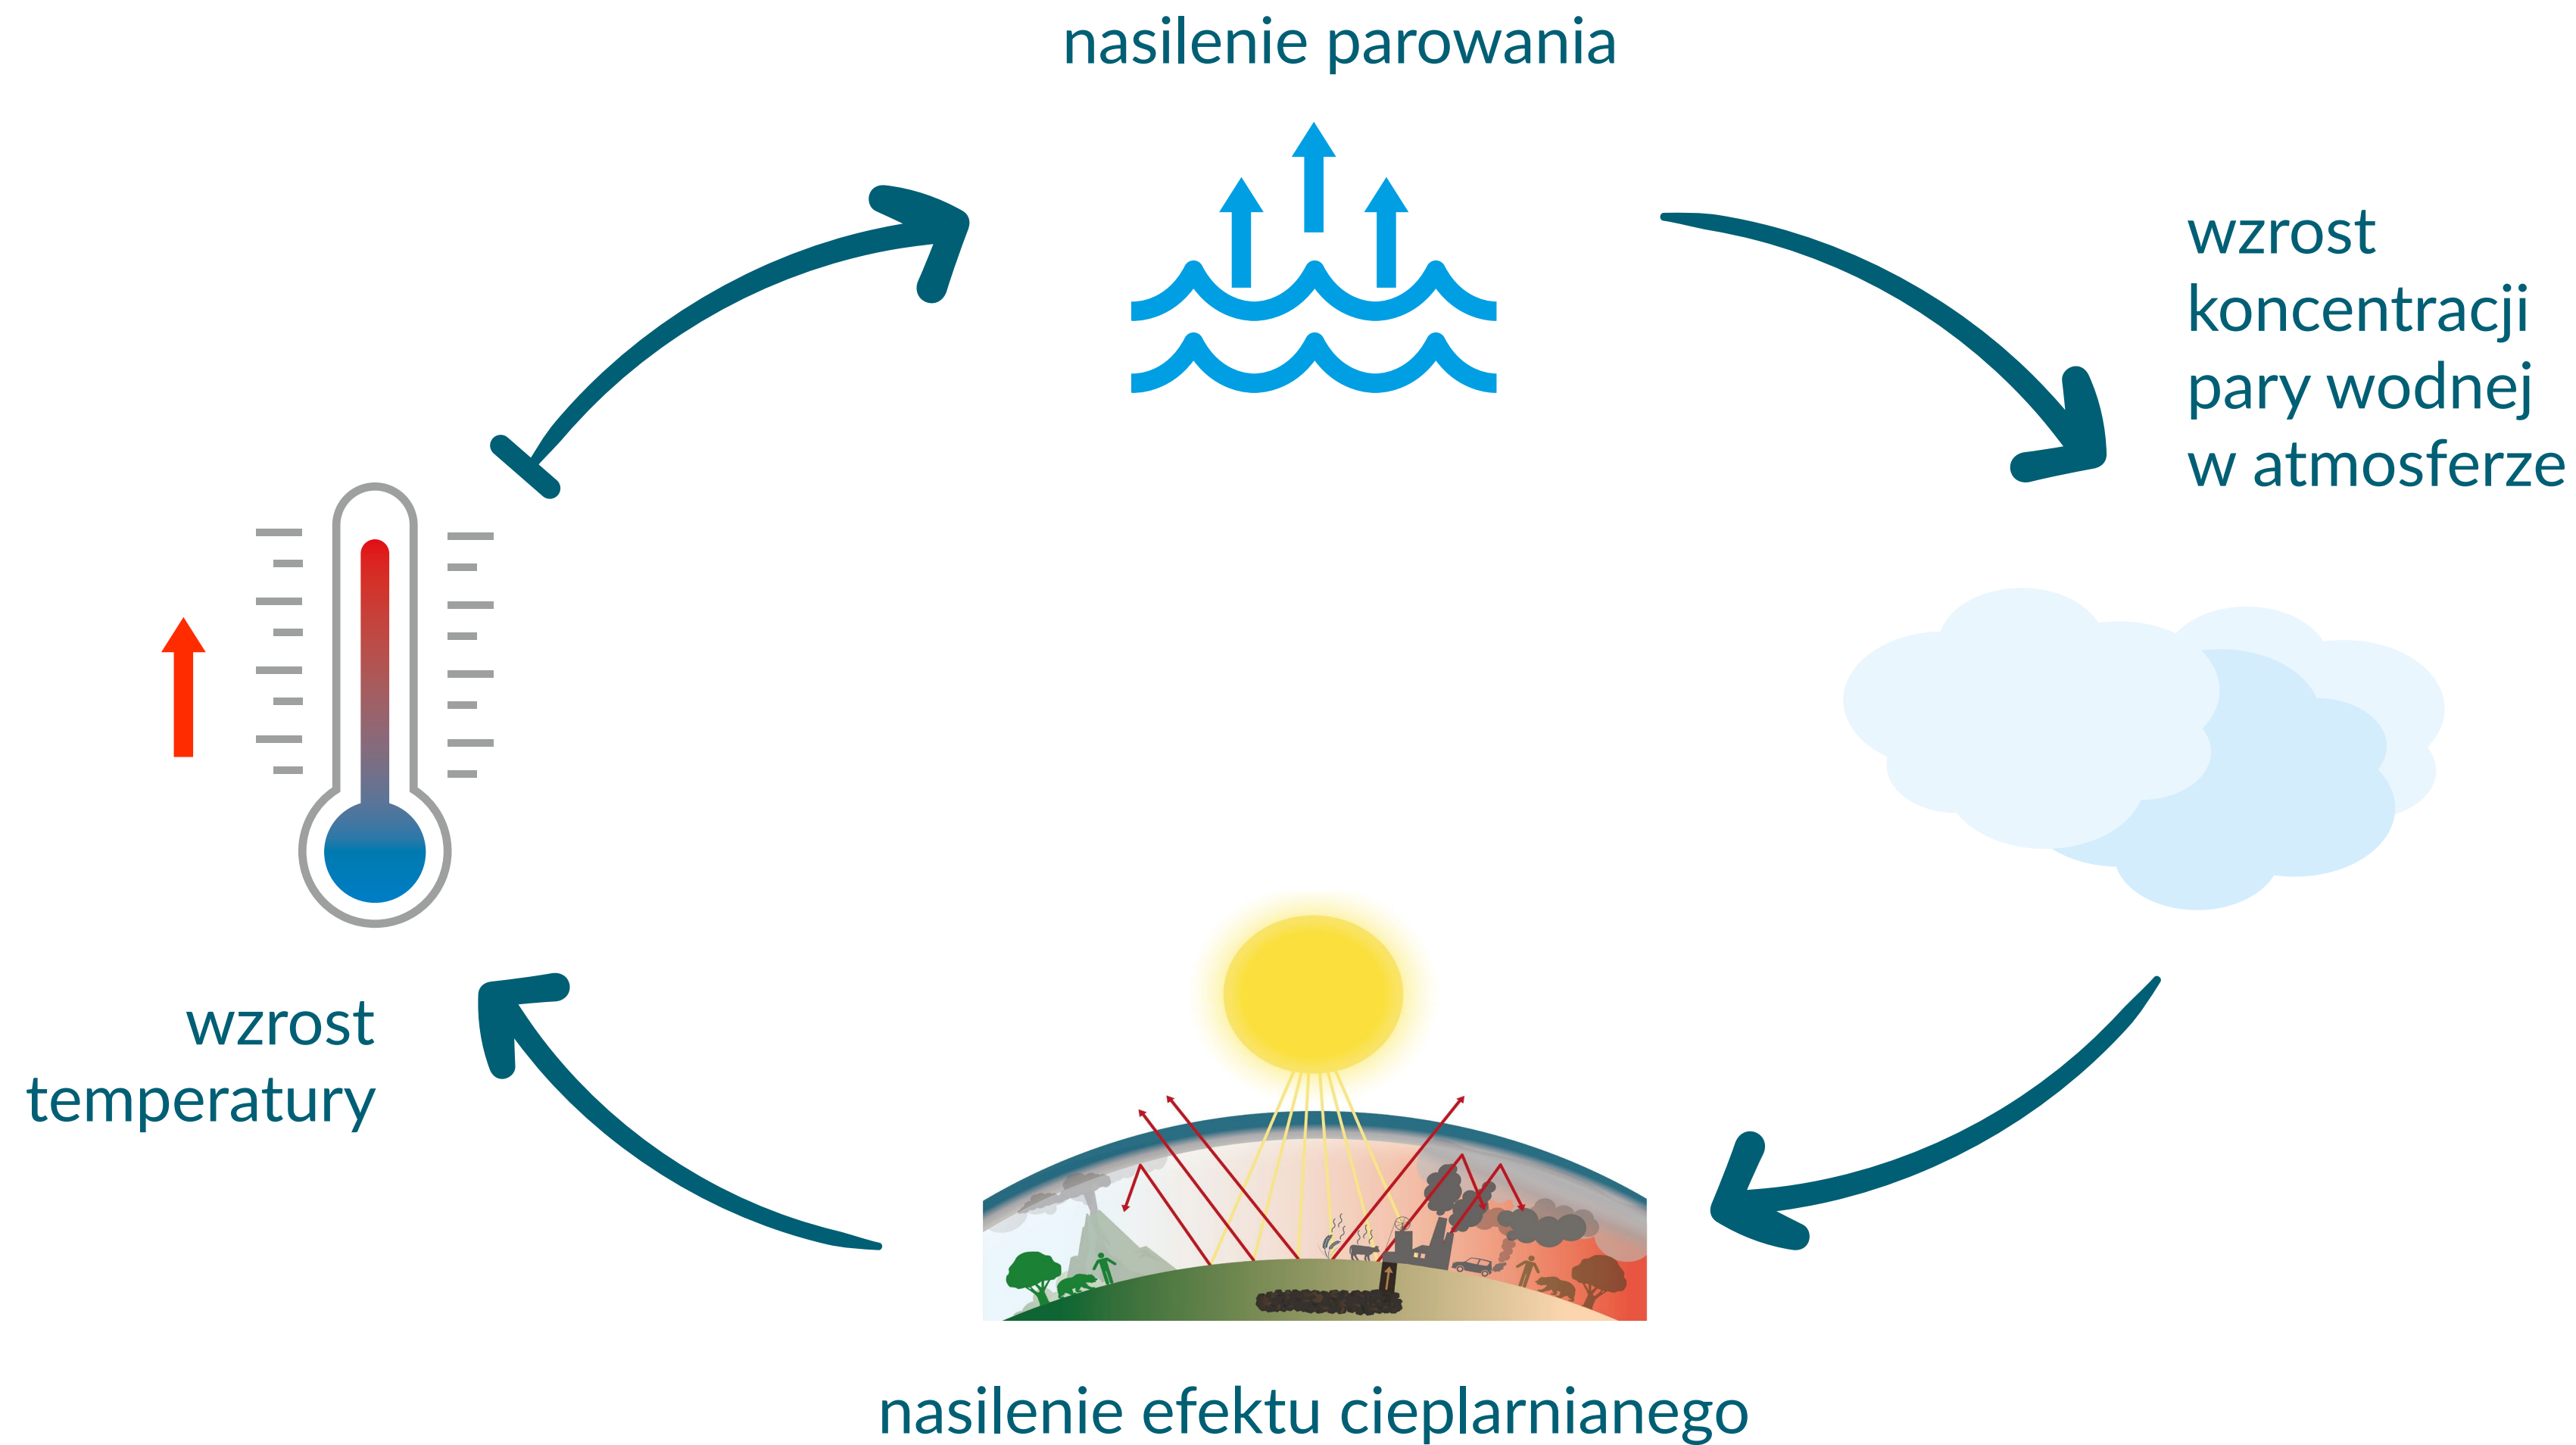 nasilenie parowania
wzrost
koncentracji
pary wodnej
w atmosferze
wzrost
temperatury
nasilenie efektu cieplarnianego